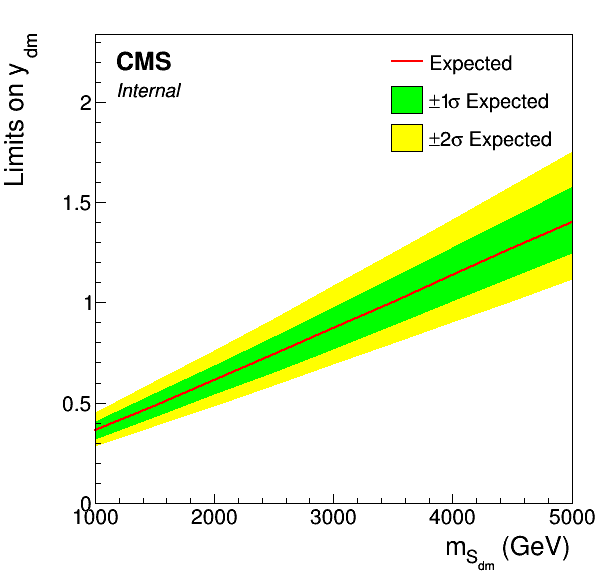 CMS
Internal
Expected
±1σ Expected
±2σ Expected
Limits on y_dm
2
1.5
1
0.5
0
1000 2000 3000 4000 5000
m_S_dm (GeV)